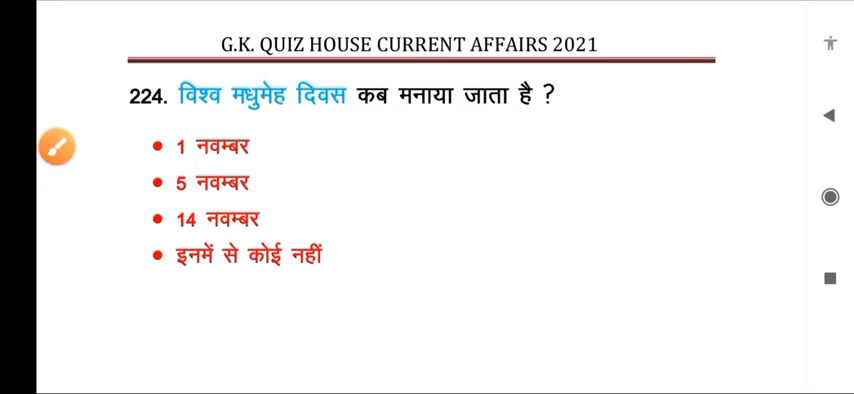 G.K. QUIZ HOUSE CURRENT AFFAIRS 2021
224. विश्व मधुमेह दिवस कब मनाया जाता है ?
• 1 नवम्बर
• 5 नवम्बर
• 14 नवम्बर
• इनमें से कोई नहीं